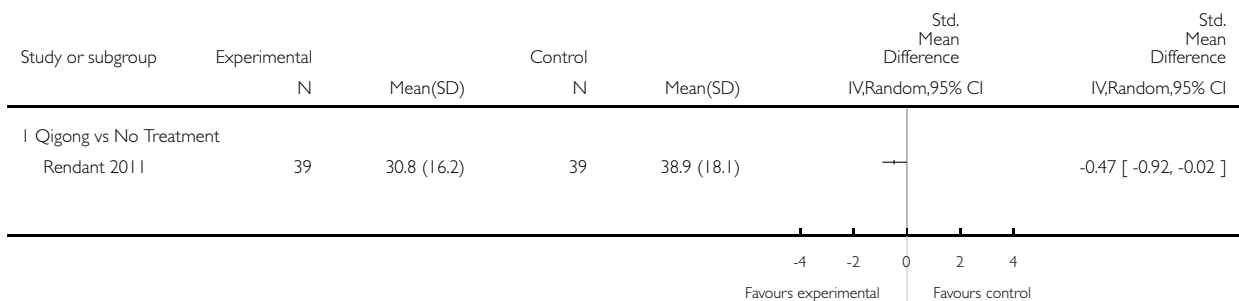 Std.
Mean
Difference
Std.
Mean
Difference
Study or subgroup Experimental Control
N Mean(SD) N Mean(SD) IV,Random,95% CI IV,Random,95% CI
1 Qigong vs No Treatment
Rendant 2011 39 30.8 (16.2) 39 38.9 (18.1) -0.47 [ -0.92, -0.02 ]
-4 -2 0 2 4
Favours experimental Favours control